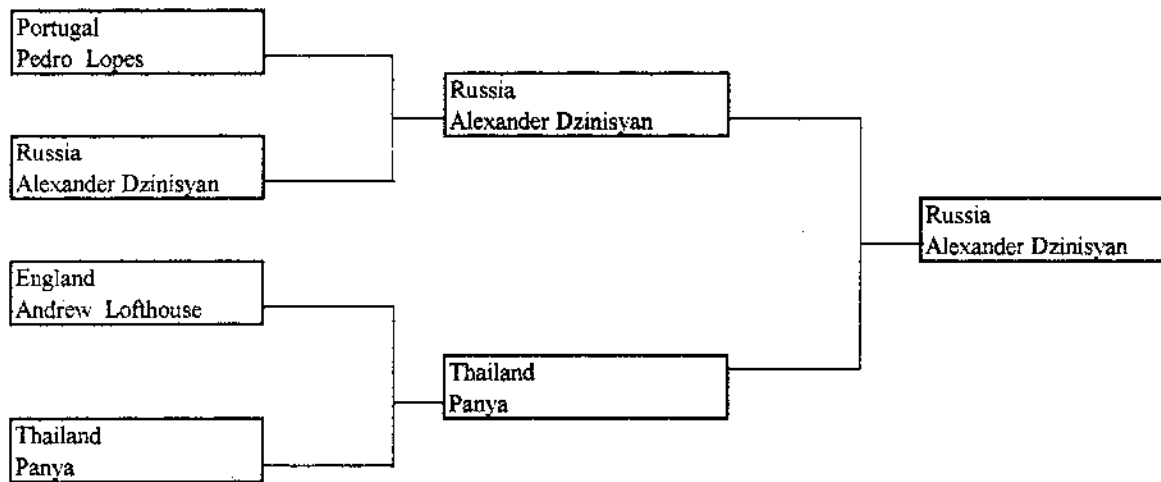 Portugal
Pedro Lopes
Russia
Alexander Dzinisyan
Russia
Alexander Dzinisyan
Russia
Alexander Dzinisyan
England
Andrew Lofthouse
Thailand
Panya
Thailand
Panya